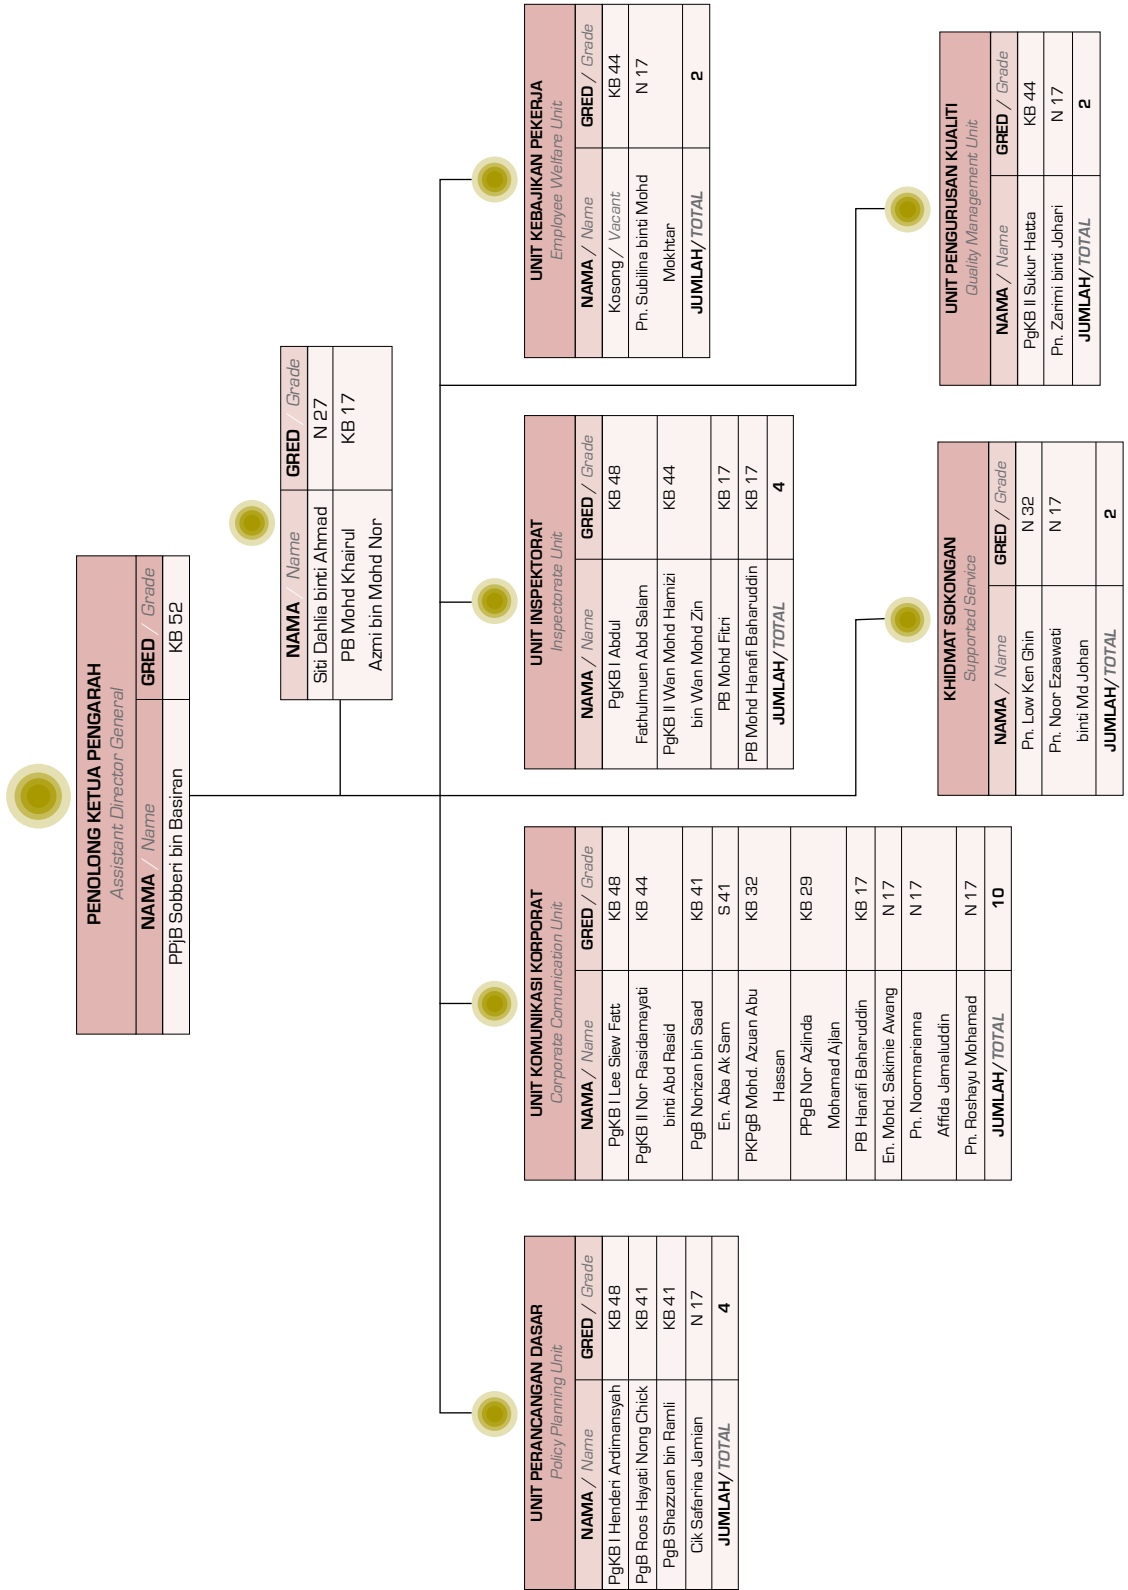 PENOLONG KETUA PENGARAH
Assistant Director General
NAMA / Name GRED / Grade
PPjB Sobberi bin Basiran KB 52
NAMA / Name GRED / Grade
Siti Dahlia binti Ahmad N 27
PB Mohd Khairul KB 17
Azmi bin Mohd Nor
UNIT PERANCANGAN DASAR
Policy Planning Unit
NAMA / Name GRED / Grade
PgKB I Henderi Ardimansyah KB 48
PgB Roos Hayati Nong Chick KB 41
PgB Shazzuan bin Ramli KB 41
Cik Safarina Jamian N 17
JUMLAH/TOTAL 4
UNIT KOMUNIKASI KORPORAT
Corporate Comunication Unit
NAMA / Name GRED / Grade
PgKB I Lee Siew Fatt KB 48
PgKB II Nor Rasidamayati KB 44
binti Abd Rasid
PgB Norizan bin Saad KB 41
En. Aba Ak Sam S 41
PKPgB Mohd. Azuan Abu KB 32
Hassan
PPgB Nor Azlinda KB 29
Mohamad Ajlan
PB Hanafi Baharuddin KB 17
En. Mohd. Sakimie Awang N 17
Pn. Noormarianna N 17
Affida Jamaluddin
Pn. Roshayu Mohamad N 17
JUMLAH/TOTAL 10
UNIT INSPEKTORAT
Inspectorate Unit
NAMA / Name GRED / Grade
PgKB I Abdul KB 48
Fathulmuen Abd Salam
PgKB II Wan Mohd Hamizi KB 44
bin Wan Mohd Zin
PB Mohd Fitri KB 17
PB Mohd Hanafi Baharuddin KB 17
JUMLAH/TOTAL 4
UNIT KEBAJIKAN PEKERJA
Employee Welfare Unit
NAMA / Name GRED / Grade
Kosong/ Vacant KB 44
Pn. Subilina binti Mohd N 17
Mokhtar
JUMLAH/TOTAL 2
KHIDMAT SOKONGAN
Supported Service
NAMA / Name GRED / Grade
Pn. Low Ken Ghin N 32
Pn. Noor Ezaawati N 17
binti Md Johan
JUMLAH/TOTAL 2
UNIT PENGURUSAN KUALITI
Quality Management Unit
NAMA / Name GRED / Grade
PgKB II Sukur Hatta KB 44
Pn. Zarimi binti Johari N 17
JUMLAH/TOTAL 2